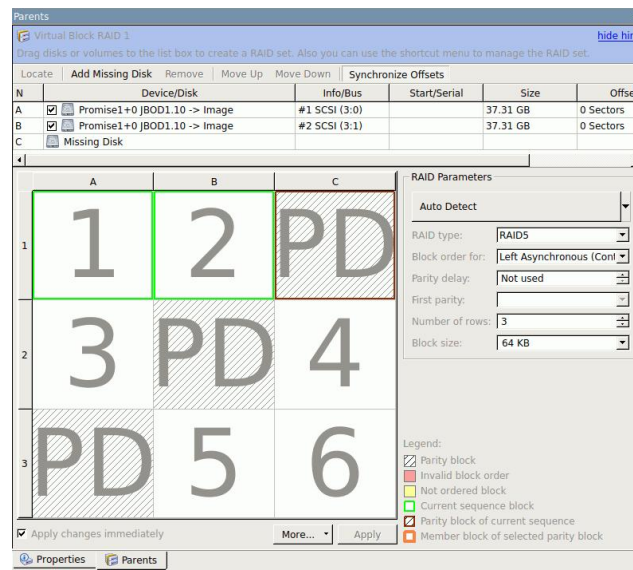 Parents
Virtual Block RAID 1 hide hin
Drag disks or volumes to the list box to create a RAID set. Also you can use the shortcut menu to manage the RAID set.
Locate Add Missing Disk Remove Move Up Move Down Synchronize Offsets
N Device/Disk Info/Bus Start/Serial Size Offse
A Promise1+0 JBOD1.10 -> Image #1 SCSI (3:0) 37.31 GB 0 Sectors
B Promise1+0 JBOD1.10 -> Image #2 SCSI (3:1) 37.31 GB 0 Sectors
C Missing Disk
A B C
1 1 2 PD
2 3 PD 4
3 PD 5 6
RAID Parameters
Auto Detect
RAID type: RAID5
Block order for: Left Asynchronous (Cont
Parity delay: Not used
First parity:
Number of rows: 3
Block size: 64 KB
Legend:
Parity block
Invalid block order
Not ordered block
Current sequence block
Parity block of current sequence
Member block of selected parity block
Apply changes immediately More... Apply
Properties Parents